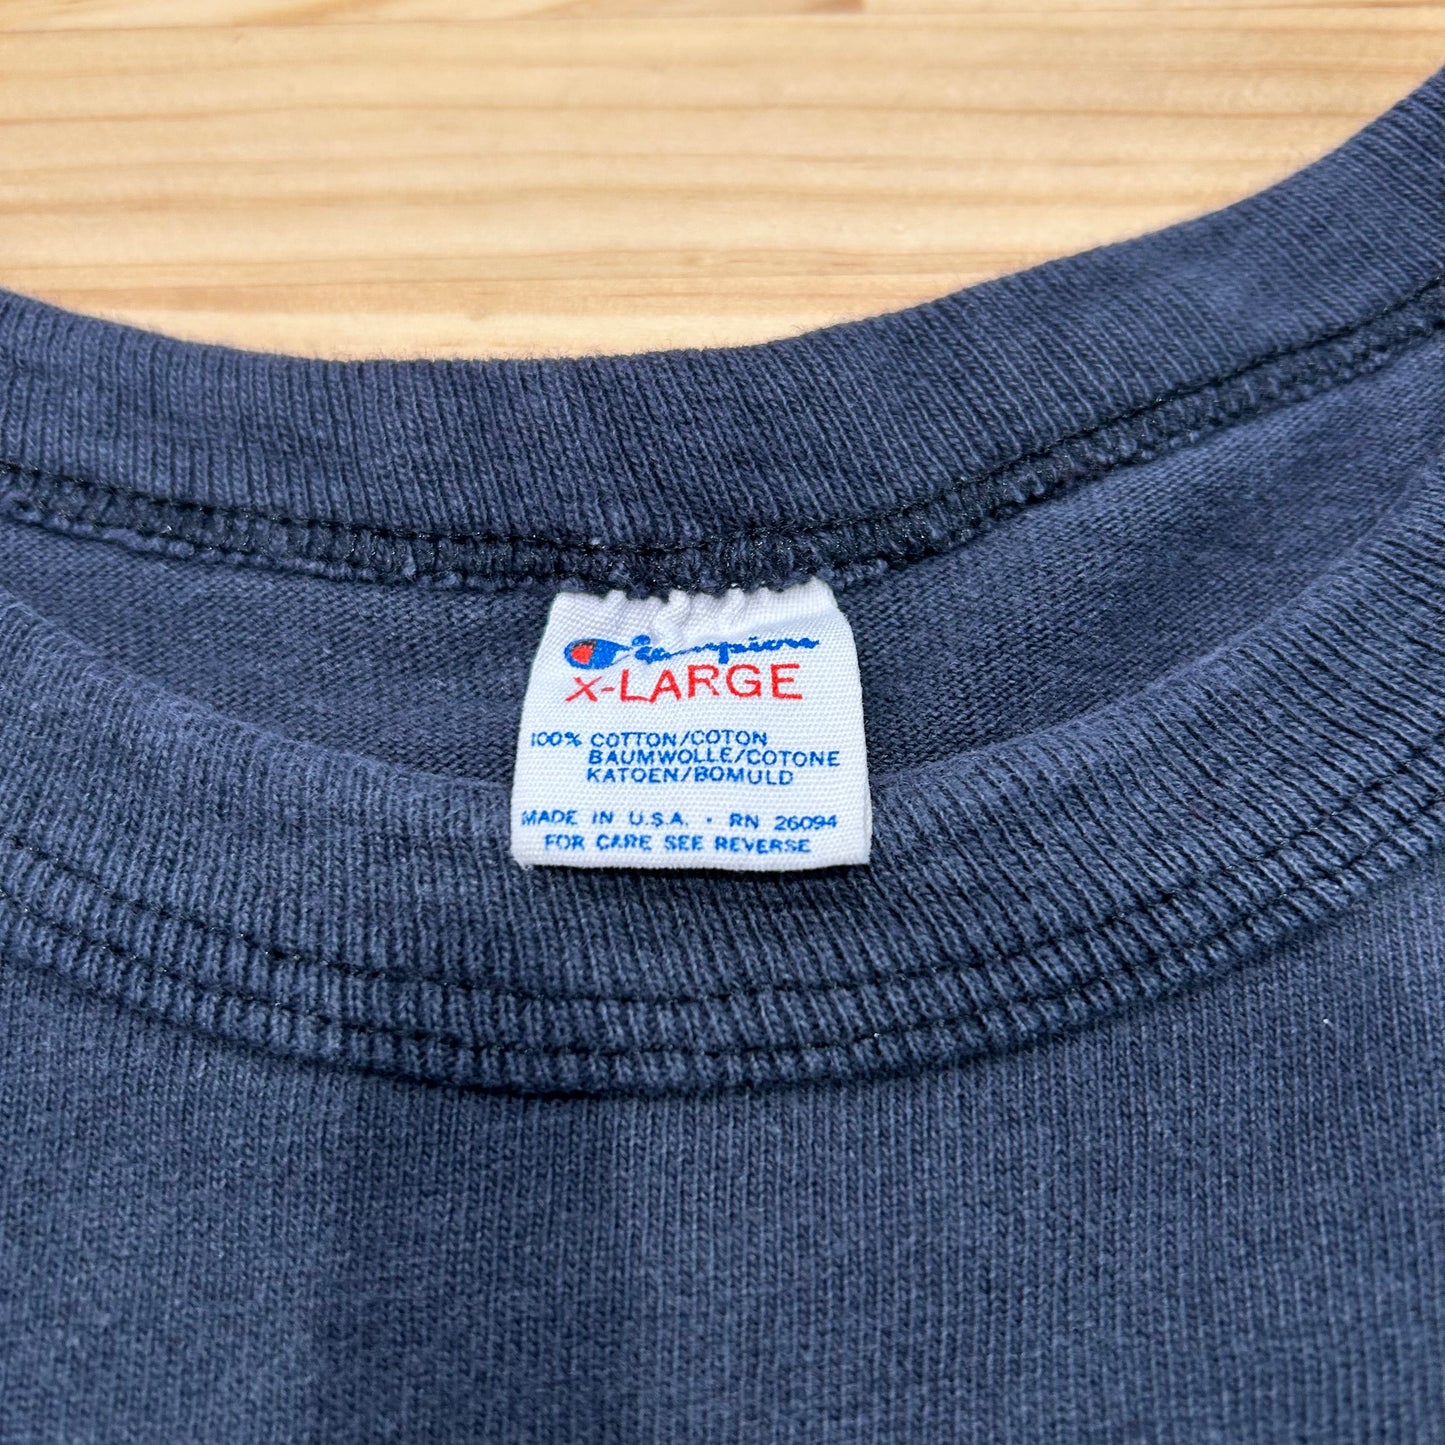 Champion
X-LARGE
100% COTTON/COTON
BAUMWOLLE/COTONE
KATOEN/BOMULD
MADE IN U.S.A. · RN 26094
FOR CARE SEE REVERSE